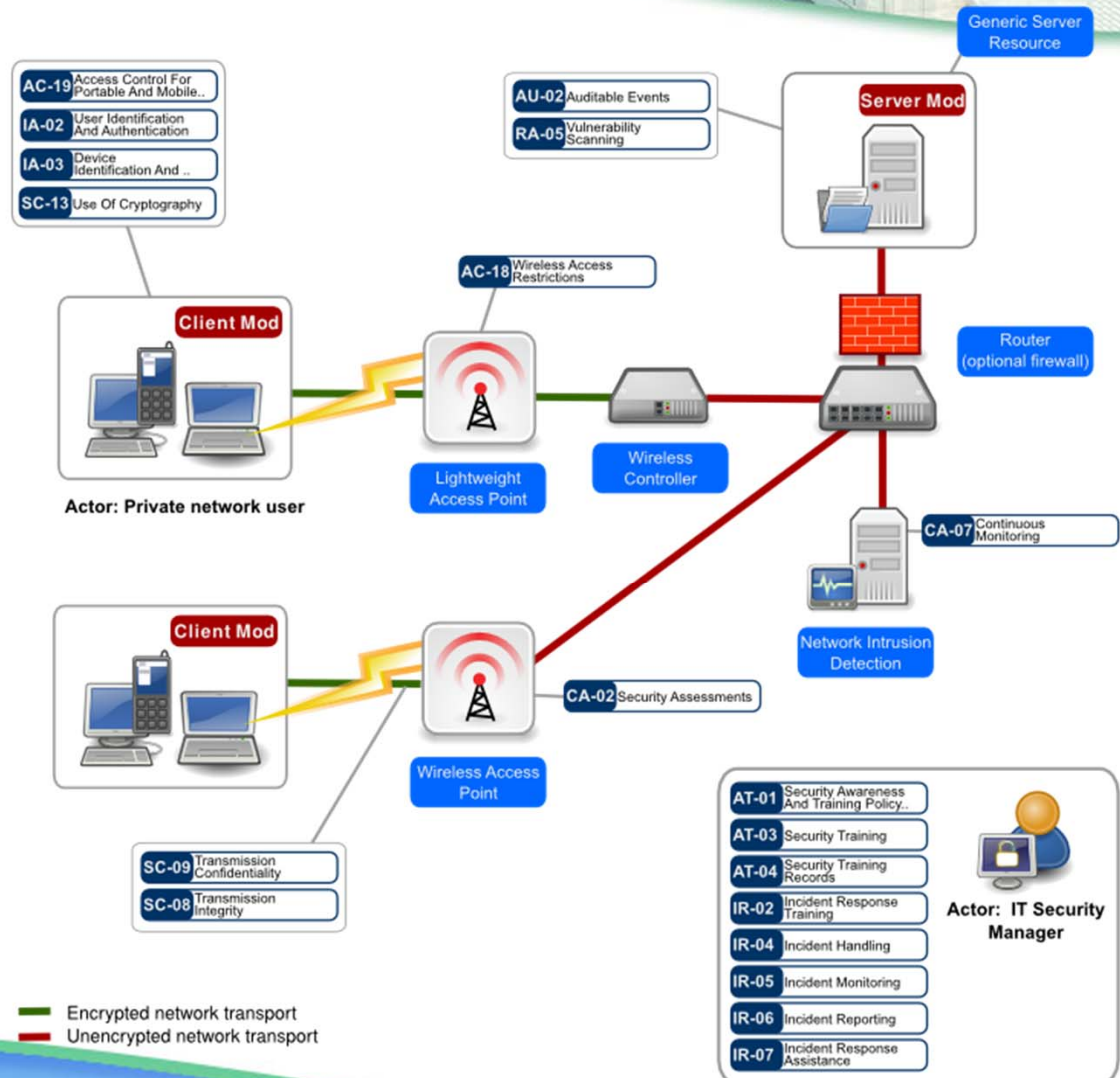 Generic Server
Resource
AC-19 Access Control For
Portable And Mobile..
IA-02 User Identification
And Authentication
IA-03 Device
Identification And ..
SC-13 Use Of Cryptography
AU-02 Auditable Events
RA-05 Vulnerability
Scanning
Server Mod
AC-18 Wireless Access
Restrictions
Client Mod
Router
(optional firewall)
Lightweight
Access Point
Wireless
Controller
Actor: Private network user
CA-07 Continuous
Monitoring
Client Mod
Network Intrusion
Detection
CA-02 Security Assessments
Wireless Access
Point
SC-09 Transmission
Confidentiality
SC-08 Transmission
Integrity
AT-01 Security Awareness
And Training Policy..
AT-03 Security Training
AT-04 Security Training
Records
IR-02 Incident Response
Training
IR-04 Incident Handling
IR-05 Incident Monitoring
IR-06 Incident Reporting
IR-07 Incident Response
Assistance
Actor: IT Security
Manager
Encrypted network transport
Unencrypted network transport